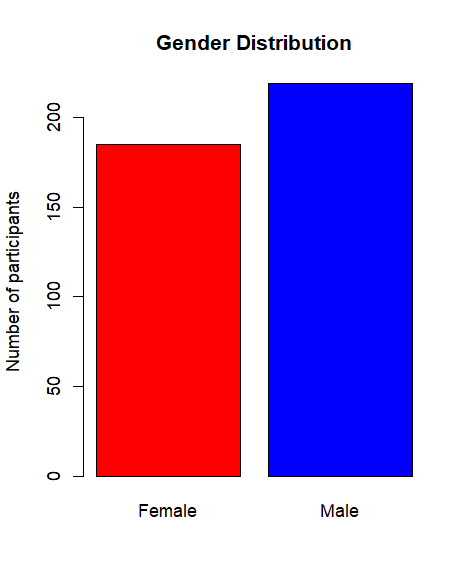 Gender Distribution
Number of participants
200
150
100
50
0
Female
Male